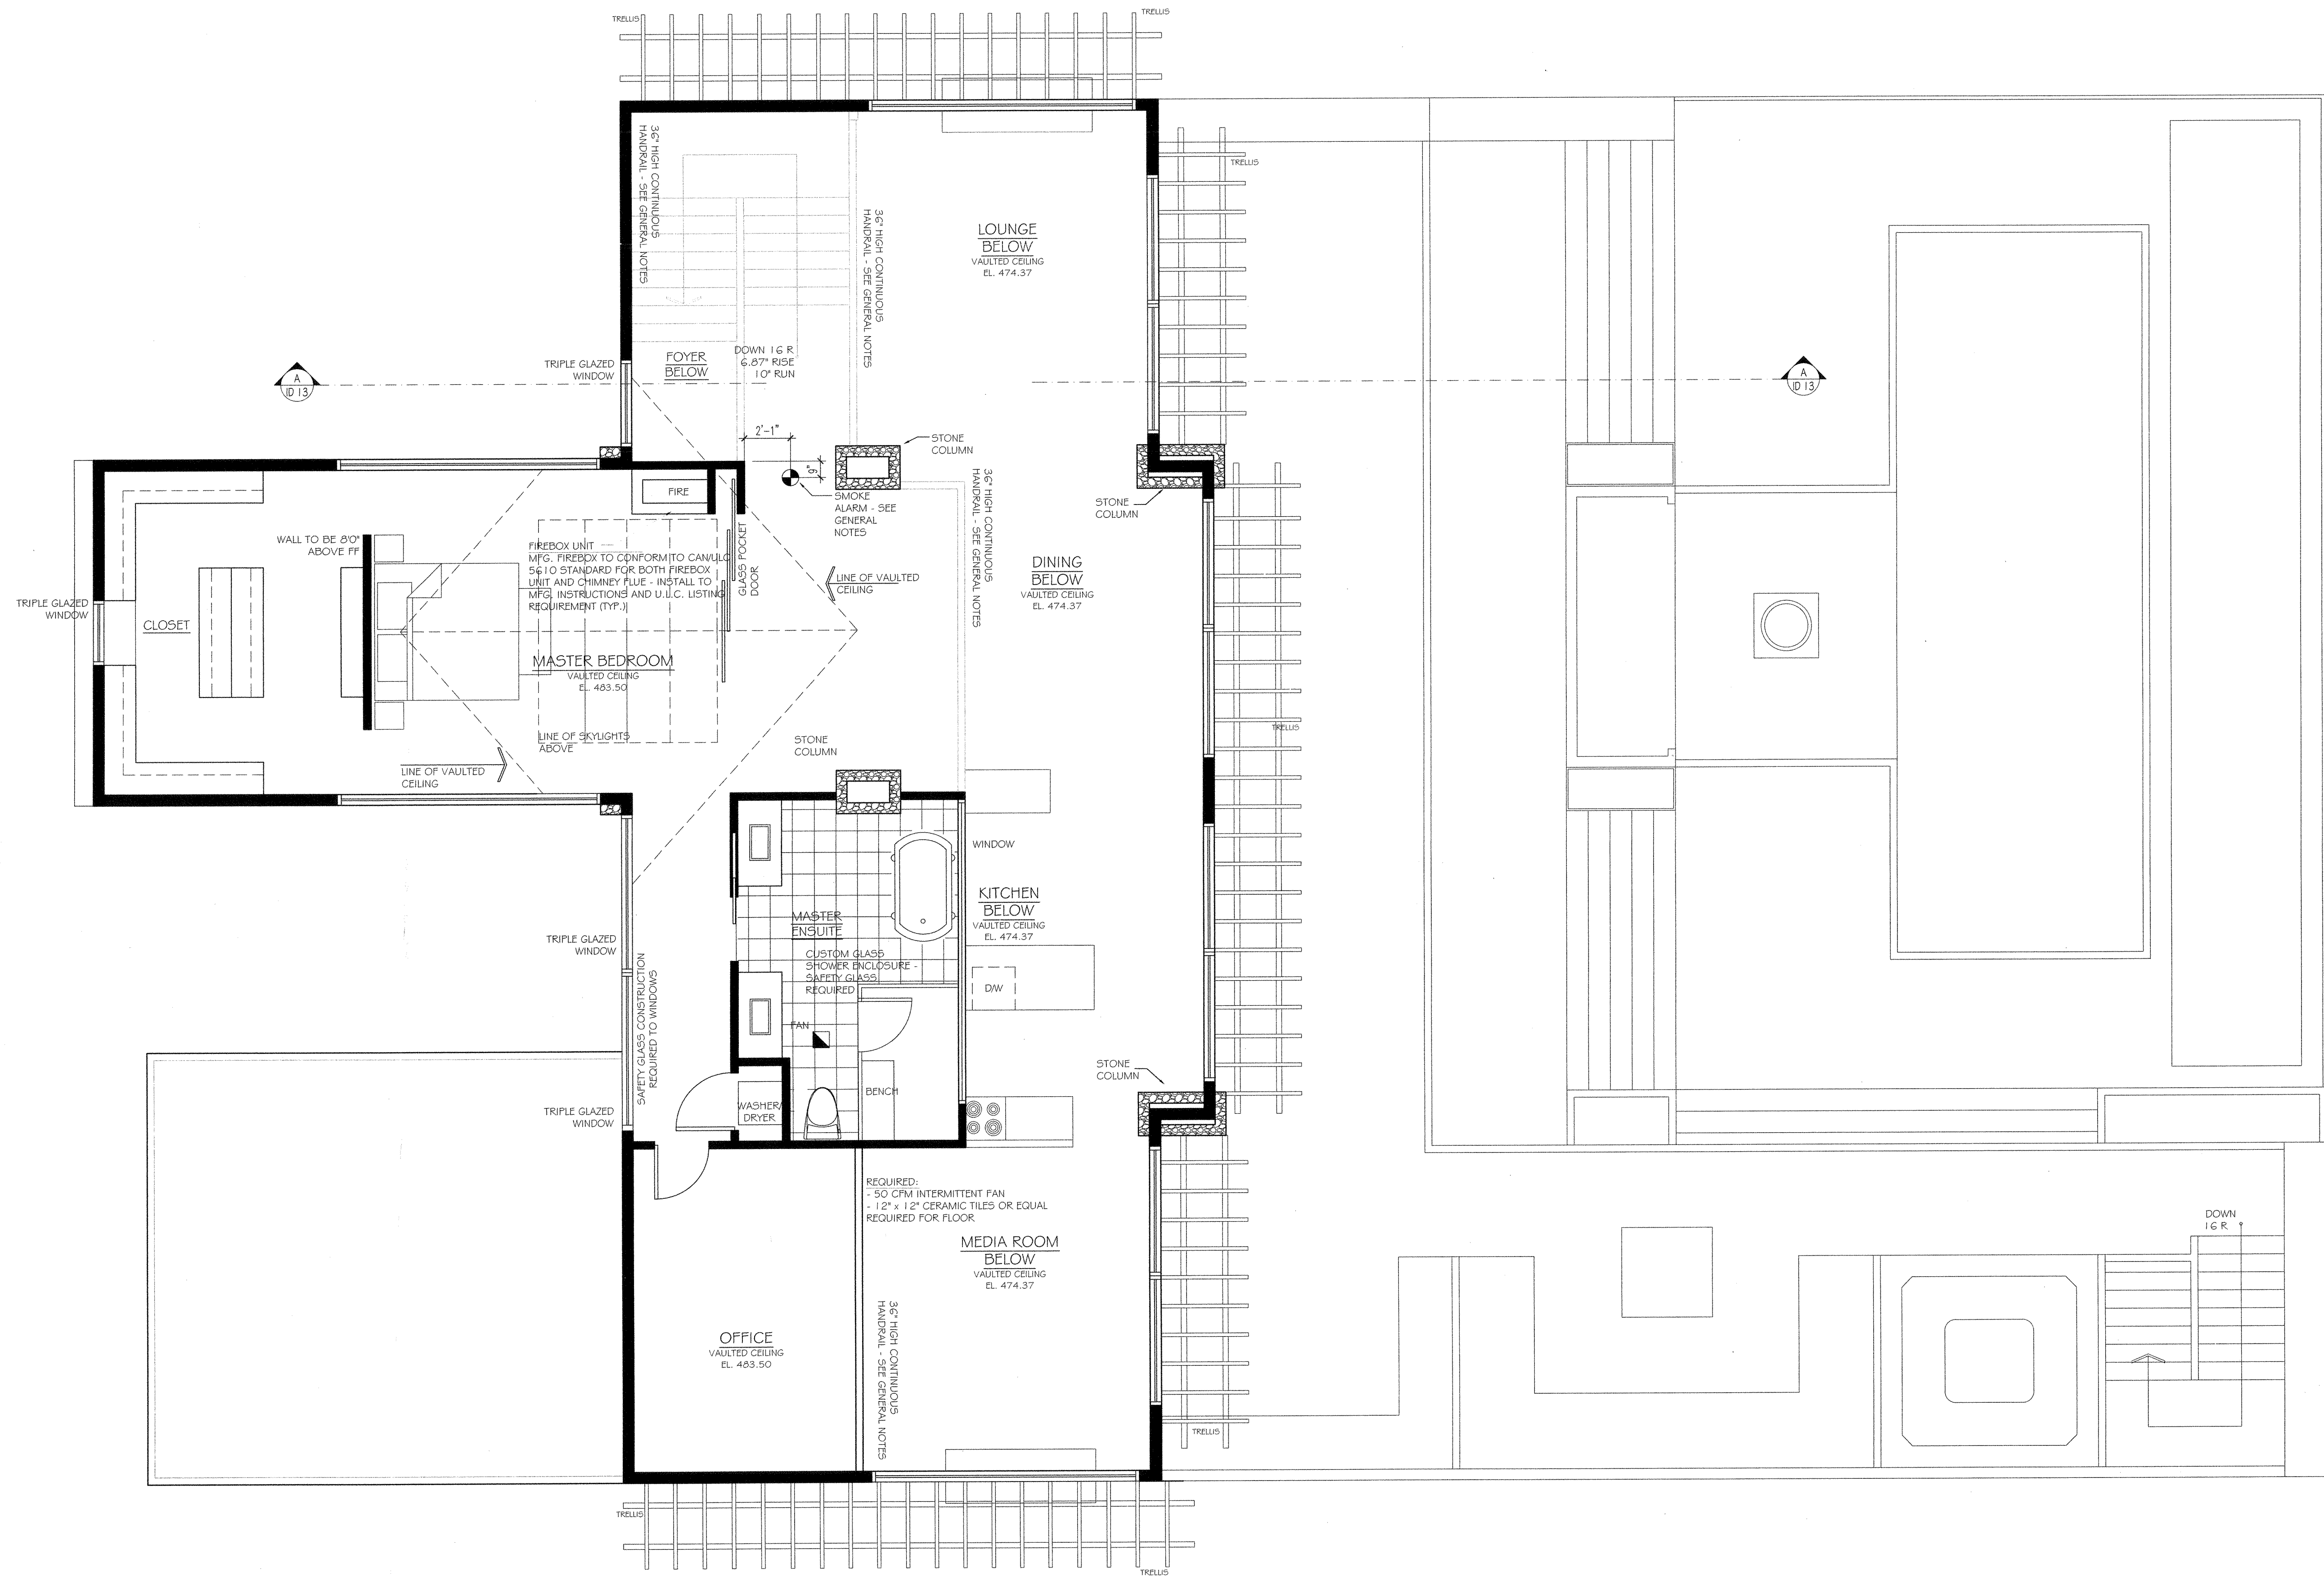 TRELLIS
TRELLIS
36" HIGH CONTINUOUS
HANDRAIL - SEE GENERAL NOTES
TRELLIS
36" HIGH CONTINUOUS
HANDRAIL - SEE GENERAL NOTES
LOUNGE
BELOW
VAULTED CEILING
EL. 474.37
TRIPLE GLAZED
WINDOW
FOYER
BELOW
DOWN 16 R
6.87" RISE
10" RUN
A
ID 13
A
ID 13
2'-1"
9"
STONE
COLUMN
SMOKE
ALARM - SEE
GENERAL
NOTES
36" HIGH CONTINUOUS
HANDRAIL - SEE GENERAL NOTES
STONE
COLUMN
FIRE
WALL TO BE 8'0"
ABOVE FF
FIREBOX UNIT
MFG. FIREBOX TO CONFORM TO CAN/ULC
S610 STANDARD FOR BOTH FIREBOX
UNIT AND CHIMNEY FLUE - INSTALL TO
MFG. INSTRUCTIONS AND U.L.C. LISTING
REQUIREMENT (TYP.)
GLASS POCKET
DOOR
LINE OF VAULTED
CEILING
DINING
BELOW
VAULTED CEILING
EL. 474.37
TRIPLE GLAZED
WINDOW
CLOSET
MASTER BEDROOM
VAULTED CEILING
EL. 483.50
LINE OF SKYLIGHTS
ABOVE
STONE
COLUMN
TRELLIS
LINE OF VAULTED
CEILING
WINDOW
KITCHEN
BELOW
VAULTED CEILING
EL. 474.37
MASTER
ENSUITE
CUSTOM GLASS
SHOWER ENCLOSURE -
SAFETY GLASS
REQUIRED
TRIPLE GLAZED
WINDOW
SAFETY GLASS CONSTRUCTION
REQUIRED TO WINDOWS
D/W
FAN
STONE
COLUMN
BENCH
WASHER/
DRYER
TRIPLE GLAZED
WINDOW
REQUIRED:
- 50 CFM INTERMITTENT FAN
- 12" x 12" CERAMIC TILES OR EQUAL
REQUIRED FOR FLOOR
MEDIA ROOM
BELOW
VAULTED CEILING
EL. 474.37
DOWN
16 R
36" HIGH CONTINUOUS
HANDRAIL - SEE GENERAL NOTES
OFFICE
VAULTED CEILING
EL. 483.50
TRELLIS
TRELLIS
TRELLIS